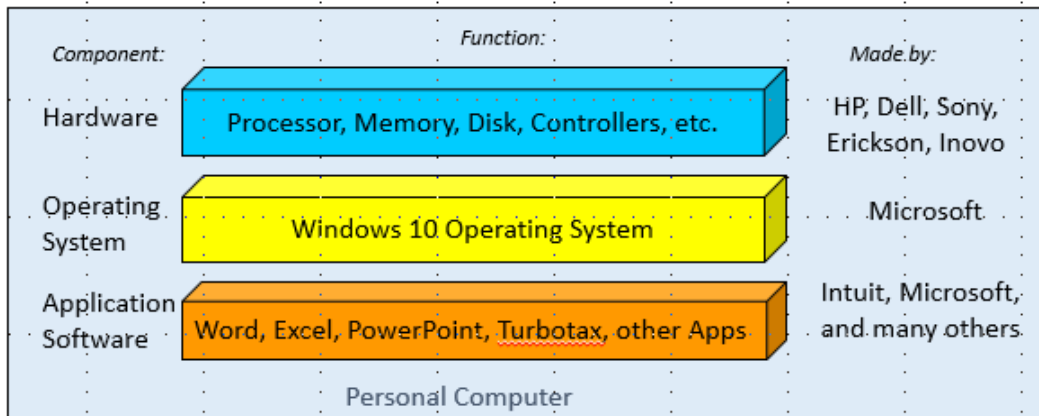 Component:
Function:
Made by:
Hardware
Processor, Memory, Disk, Controllers, etc.
HP, Dell, Sony,
Erickson, Inovo
Operating
System
Windows 10 Operating System
Microsoft
Application
Software
Word, Excel, PowerPoint, Turbotax, other Apps
Intuit, Microsoft,
and many others
Personal Computer